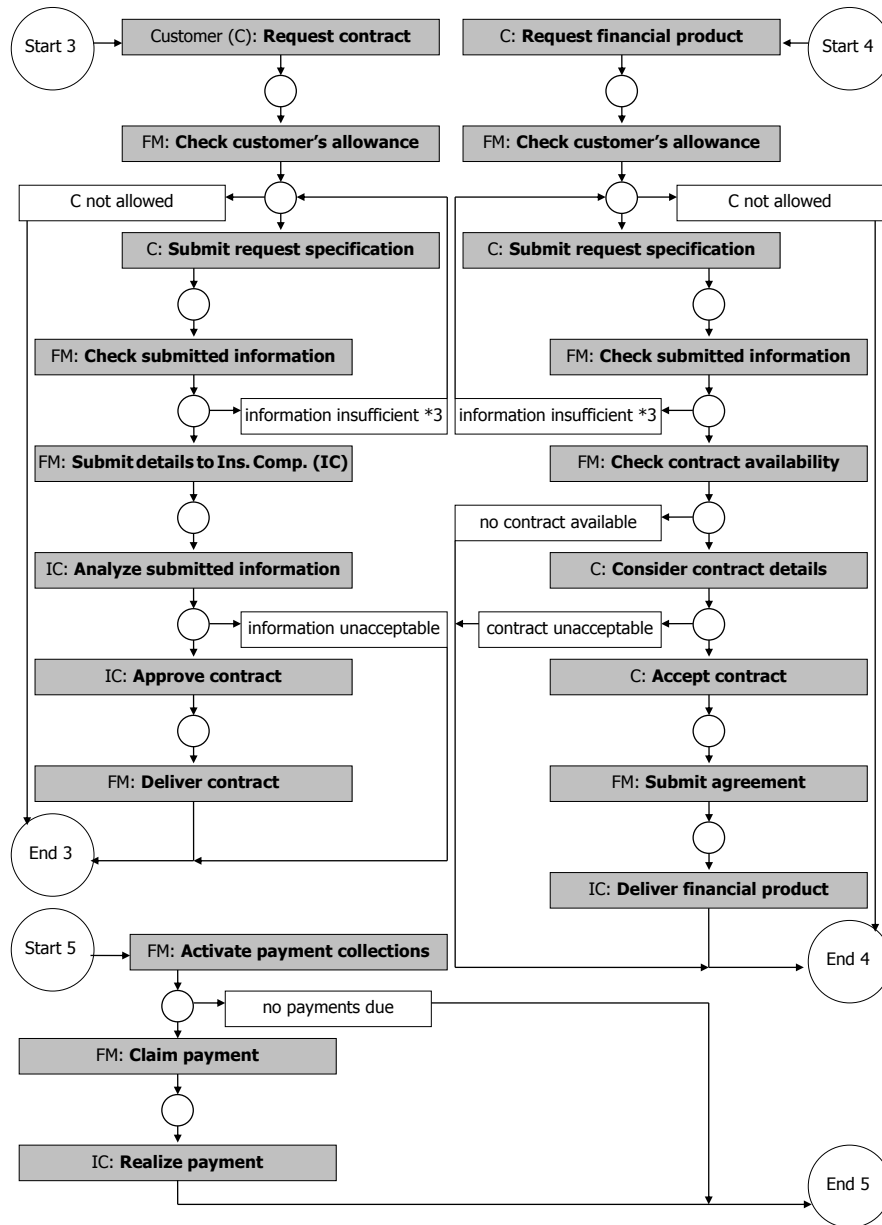 Start 3
Customer (C): Request contract
C: Request financial product
Start 4
FM: Check customer's allowance
FM: Check customer's allowance
C not allowed
C not allowed
C: Submit request specification
C: Submit request specification
FM: Check submitted information
FM: Check submitted information
information insufficient *3
information insufficient *3
FM: Submit details to Ins. Comp. (IC)
FM: Check contract availability
no contract available
IC: Analyze submitted information
C: Consider contract details
information unacceptable
contract unacceptable
IC: Approve contract
C: Accept contract
FM: Deliver contract
FM: Submit agreement
End 3
IC: Deliver financial product
Start 5
FM: Activate payment collections
End 4
no payments due
FM: Claim payment
IC: Realize payment
End 5